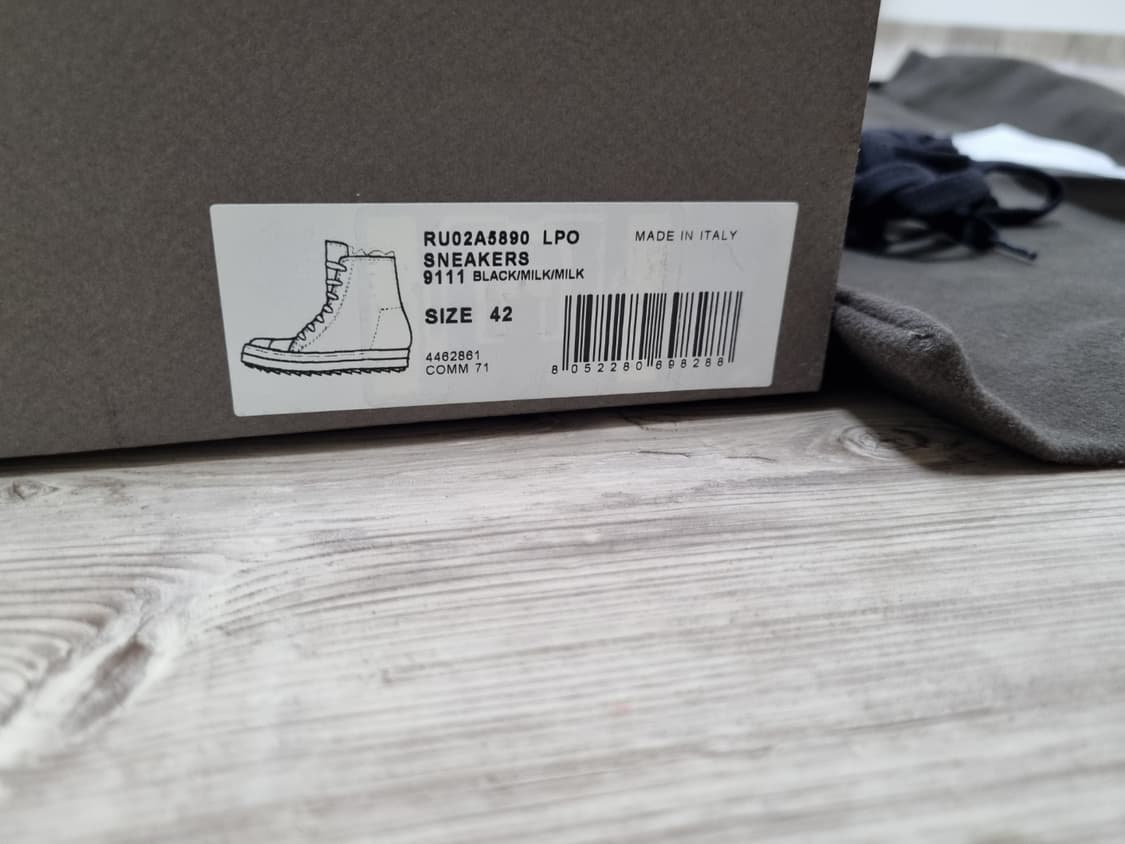 RU02A5890 LPO
MADE IN ITALY
SNEAKERS
9111 BLACK/MILK/MILK
SIZE 42
4462861
COMM 71
8 052280 698288